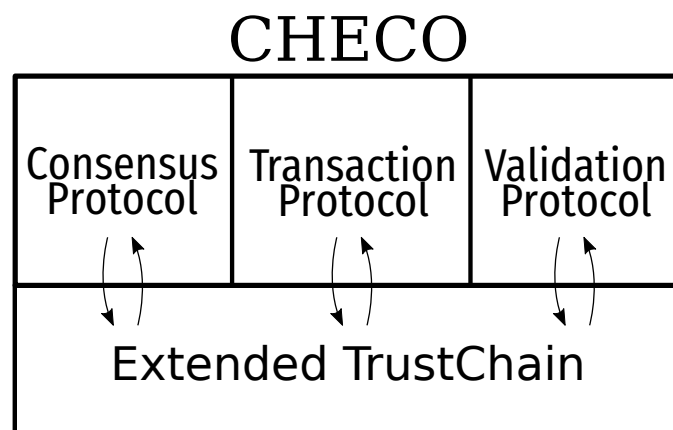 CHECO
Consensus
Protocol
Transaction
Protocol
Validation
Protocol
Extended TrustChain